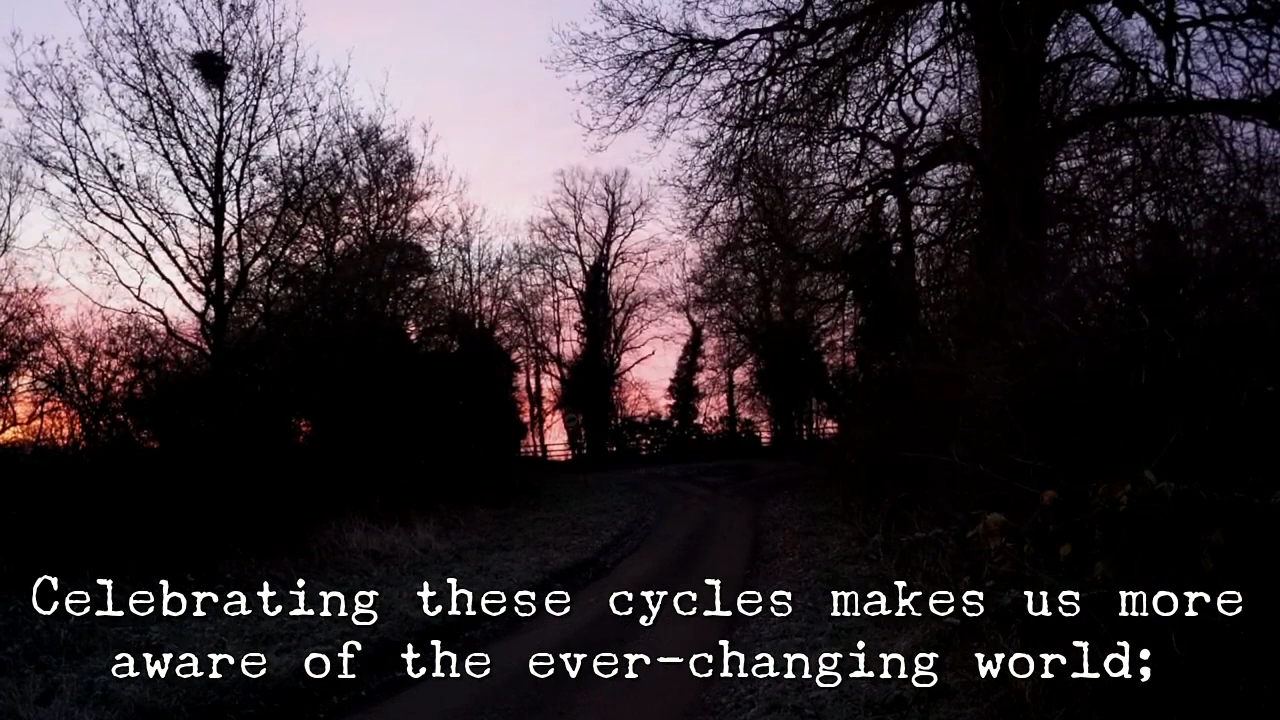 Celebrating these cycles makes us more
aware of the ever-changing world;